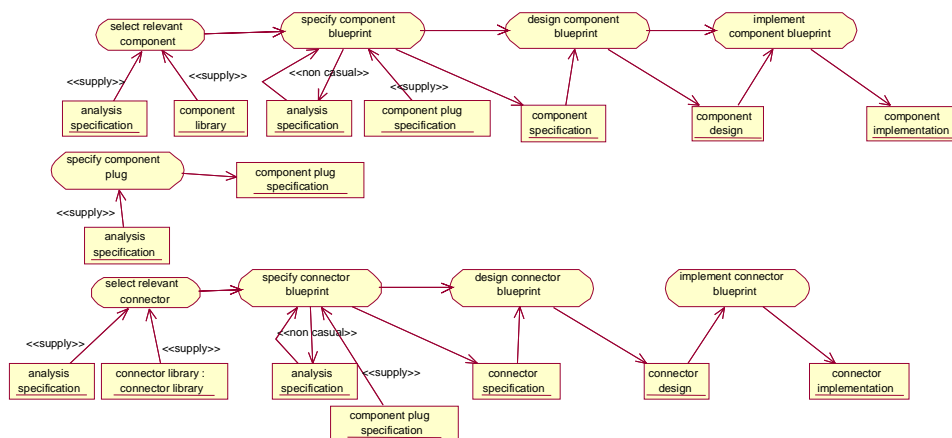 select relevant
component
specify component
blueprint
design component
blueprint
implement
component blueprint
<<supply>>
<<supply>>
<<non casual>>
<<supply>>
analysis
specification
component
library
analysis
specification
component plug
specification
component
specification
component
design
component
implementation
specify component
plug
component plug
specification
<<supply>>
analysis
specification
select relevant
connector
specify connector
blueprint
design connector
blueprint
implement connector
blueprint
<<supply>>
<<supply>>
<<non casual>>
<<supply>>
analysis
specification
connector library :
connector library
analysis
specification
connector
specification
connector
design
connector
implementation
component plug
specification